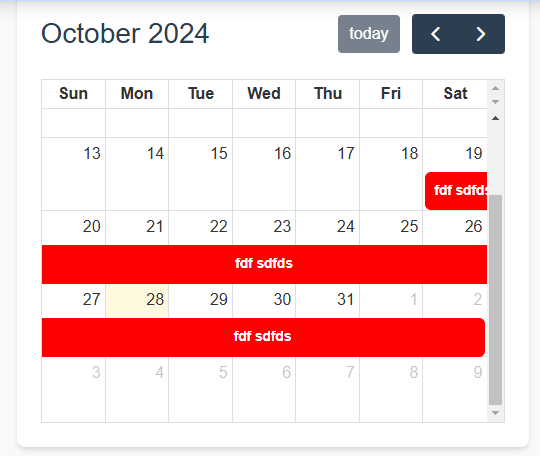 October 2024 today
Sun Mon Tue Wed Thu Fri Sat
13 14 15 16 17 18 19
fdf sdfds
20 21 22 23 24 25 26
fdf sdfds
27 28 29 30 31 1 2
fdf sdfds
3 4 5 6 7 8 9